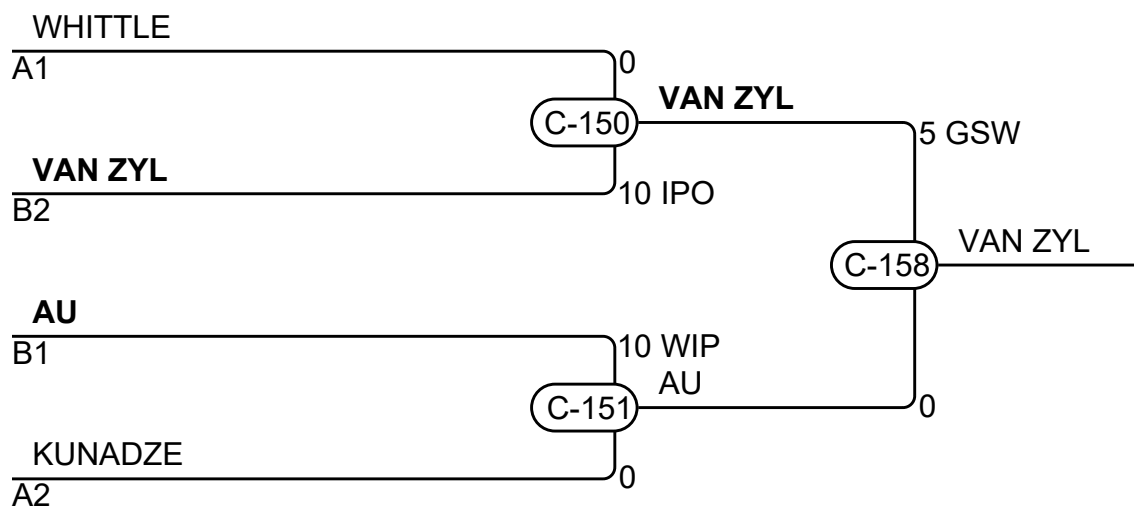 WHITTLE
A1
0
C-150
VAN ZYL
5 GSW
VAN ZYL
B2
10 IPO
C-158
VAN ZYL
AU
B1
10 WIP
AU
C-151
0
KUNADZE
A2
0